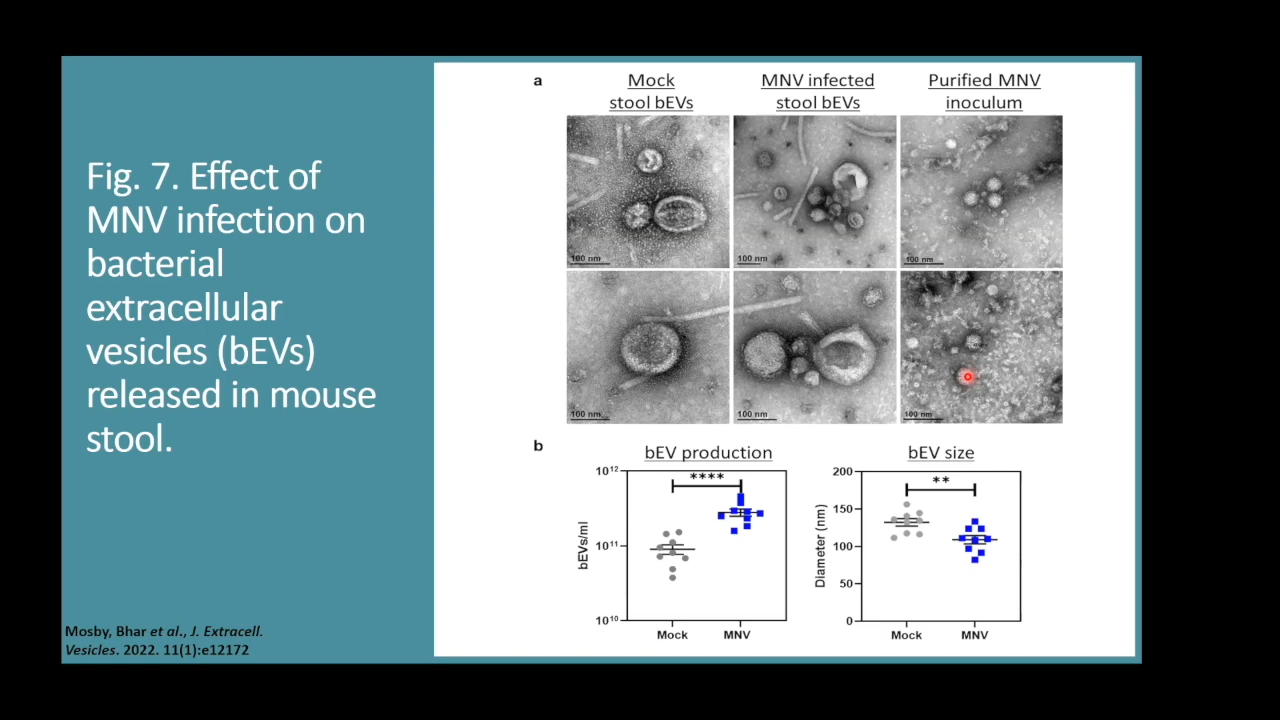 Fig. 7. Effect of
MNV infection on
bacterial
extracellular
vesicles (bEVs)
released in mouse
stool.
Mosby, Bhar et al., J. Extracell.
Vesicles. 2022. 11(1):e12172
a
Mock
stool bEVs
MNV infected
stool bEVs
Purified MNV
inoculum
100 nm
100 nm
100 nm
100 nm
100 nm
100 nm
b
bEV production
10¹²
10¹¹
10¹⁰
bEVs/ml
****
Mock
MNV
bEV size
200
150
100
50
0
Diameter (nm)
**
Mock
MNV